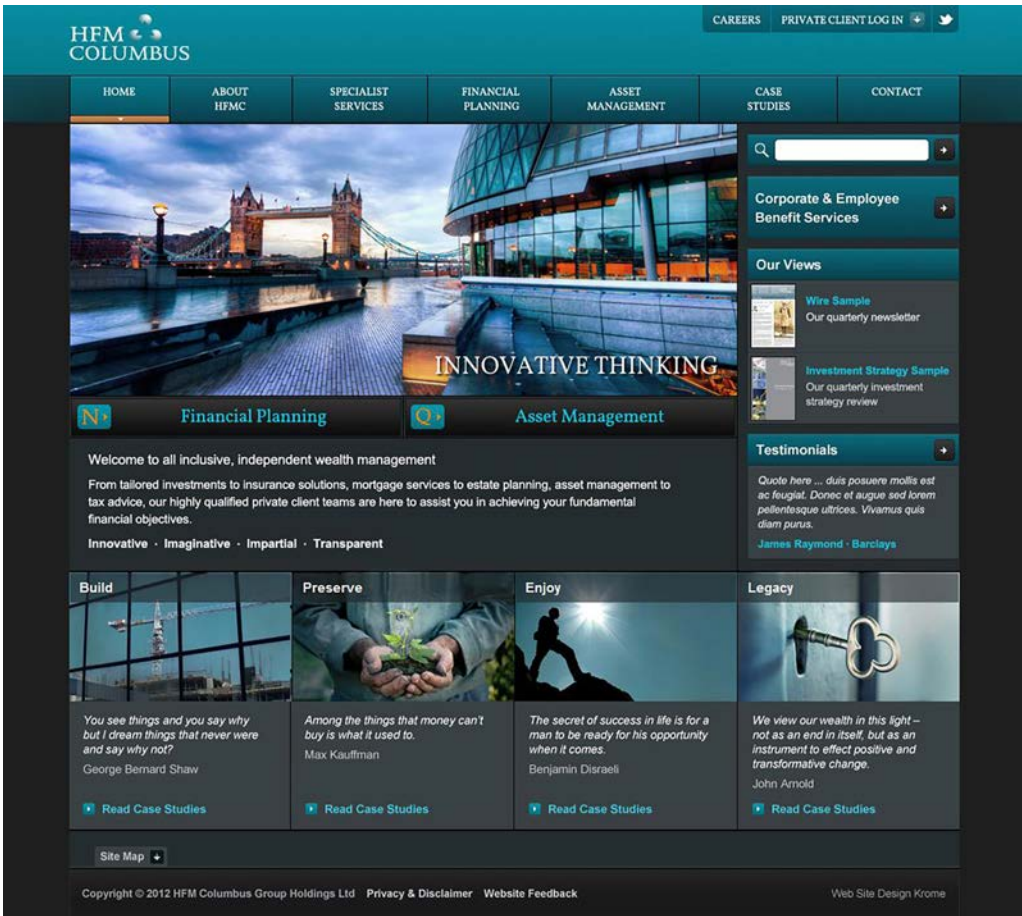 HFM
COLUMBUS
CAREERS PRIVATE CLIENT LOG IN
HOME
ABOUT
HFMC
SPECIALIST
SERVICES
FINANCIAL
PLANNING
ASSET
MANAGEMENT
CASE
STUDIES
CONTACT
INNOVATIVE THINKING
N Financial Planning
Q Asset Management
Welcome to all inclusive, independent wealth management
From tailored investments to insurance solutions, mortgage services to estate planning, asset management to
tax advice, our highly qualified private client teams are here to assist you in achieving your fundamental
financial objectives.
Innovative · Imaginative · Impartial · Transparent
Corporate & Employee
Benefit Services
Our Views
Wire Sample
Our quarterly newsletter
Investment Strategy Sample
Our quarterly investment
strategy review
Testimonials
Quote here ... duis posuere mollis est
ac feugiat. Donec et augue sed lorem
pellentesque ultrices. Vivamus quis
diam purus.
James Raymond · Barclays
Build
You see things and you say why
but I dream things that never were
and say why not?
George Bernard Shaw
Read Case Studies
Preserve
Among the things that money can't
buy is what it used to.
Max Kauffman
Read Case Studies
Enjoy
The secret of success in life is for a
man to be ready for his opportunity
when it comes.
Benjamin Disraeli
Read Case Studies
Legacy
We view our wealth in this light –
not as an end in itself, but as an
instrument to effect positive and
transformative change.
John Arnold
Read Case Studies
Site Map
Copyright © 2012 HFM Columbus Group Holdings Ltd Privacy & Disclaimer Website Feedback
Web Site Design Krome